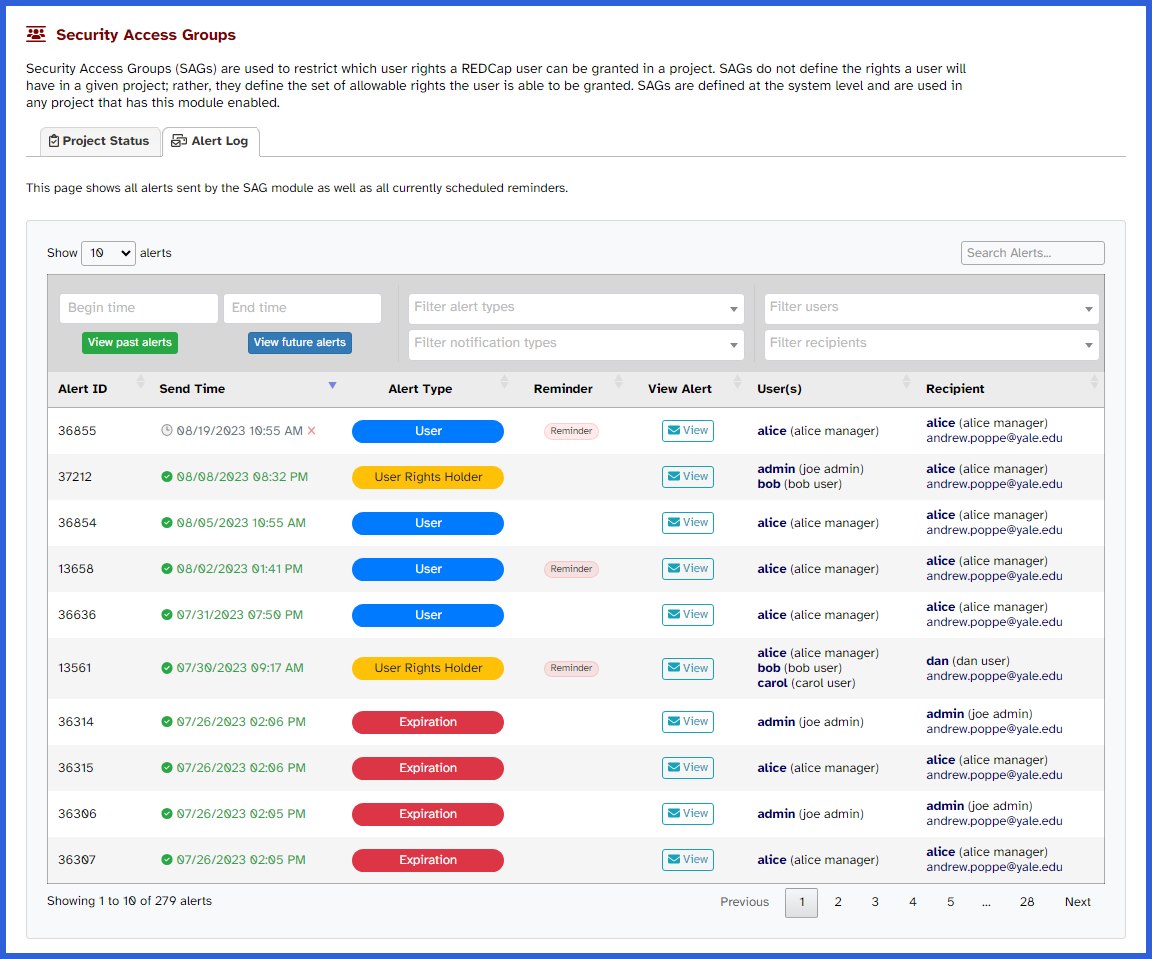 Security Access Groups
Security Access Groups (SAGs) are used to restrict which user rights a REDCap user can be granted in a project. SAGs do not define the rights a user will
have in a given project; rather, they define the set of allowable rights the user is able to be granted. SAGs are defined at the system level and are used in
any project that has this module enabled.
Project Status Alert Log
This page shows all alerts sent by the SAG module as well as all currently scheduled reminders.
Show 10 alerts Search Alerts...
Begin time End time Filter alert types Filter users
View past alerts View future alerts Filter notification types Filter recipients
Alert ID Send Time Alert Type Reminder View Alert User(s) Recipient
36855 08/19/2023 10:55 AM User Reminder View alice (alice manager) alice (alice manager)
andrew.poppe@yale.edu
37212 08/08/2023 08:32 PM User Rights Holder View admin (joe admin) alice (alice manager)
bob (bob user) andrew.poppe@yale.edu
36854 08/05/2023 10:55 AM User View alice (alice manager) alice (alice manager)
andrew.poppe@yale.edu
13658 08/02/2023 01:41 PM User Reminder View alice (alice manager) alice (alice manager)
andrew.poppe@yale.edu
36636 07/31/2023 07:50 PM User View alice (alice manager) alice (alice manager)
andrew.poppe@yale.edu
13561 07/30/2023 09:17 AM User Rights Holder Reminder View alice (alice manager) dan (dan user)
bob (bob user) andrew.poppe@yale.edu
carol (carol user)
36314 07/26/2023 02:06 PM Expiration View admin (joe admin) admin (joe admin)
andrew.poppe@yale.edu
36315 07/26/2023 02:06 PM Expiration View alice (alice manager) alice (alice manager)
andrew.poppe@yale.edu
36306 07/26/2023 02:05 PM Expiration View admin (joe admin) admin (joe admin)
andrew.poppe@yale.edu
36307 07/26/2023 02:05 PM Expiration View alice (alice manager) alice (alice manager)
andrew.poppe@yale.edu
Showing 1 to 10 of 279 alerts Previous 1 2 3 4 5 ... 28 Next